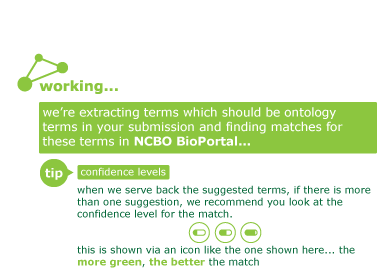 working...
we’re extracting terms which should be ontology
terms in your submission and finding matches for
these terms in NCBO BioPortal...
tip
confidence levels
when we serve back the suggested terms, if there is more
than one suggestion, we recommend you look at the
confidence level for the match.
this is shown via an icon like the one shown here... the
more green, the better the match